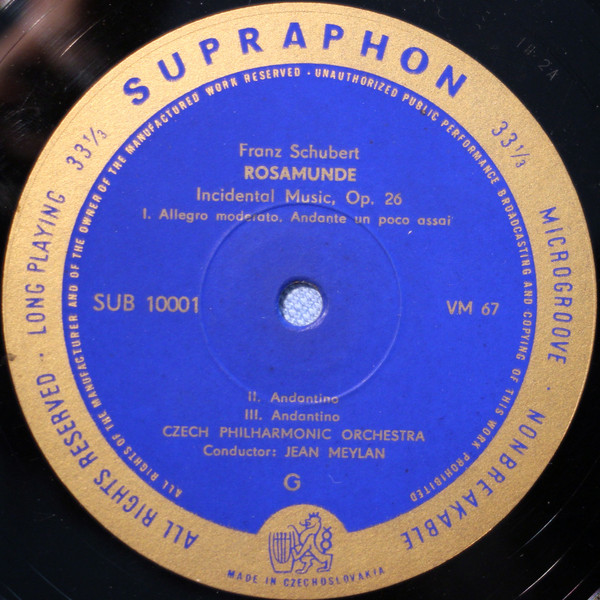 SUPRAPHON
33⅓
33⅓
LONG PLAYING
MICROGROOVE · NONBREAKABLE
ALL RIGHTS RESERVED ·
ALL RIGHTS OF THE MANUFACTURER AND OF THE OWNER OF THE MANUFACTURED WORK RESERVED · UNAUTHORIZED PUBLIC PERFORMANCE BROADCASTING AND COPYING OF THIS WORK PROHIBITED
Franz Schubert
ROSAMUNDE
Incidental Music, Op. 26
I. Allegro moderato. Andante un poco assai
SUB 10001
VM 67
II. Andantino
III. Andantino
CZECH PHILHARMONIC ORCHESTRA
Conductor: JEAN MEYLAN
G
MADE IN CZECHOSLOVAKIA